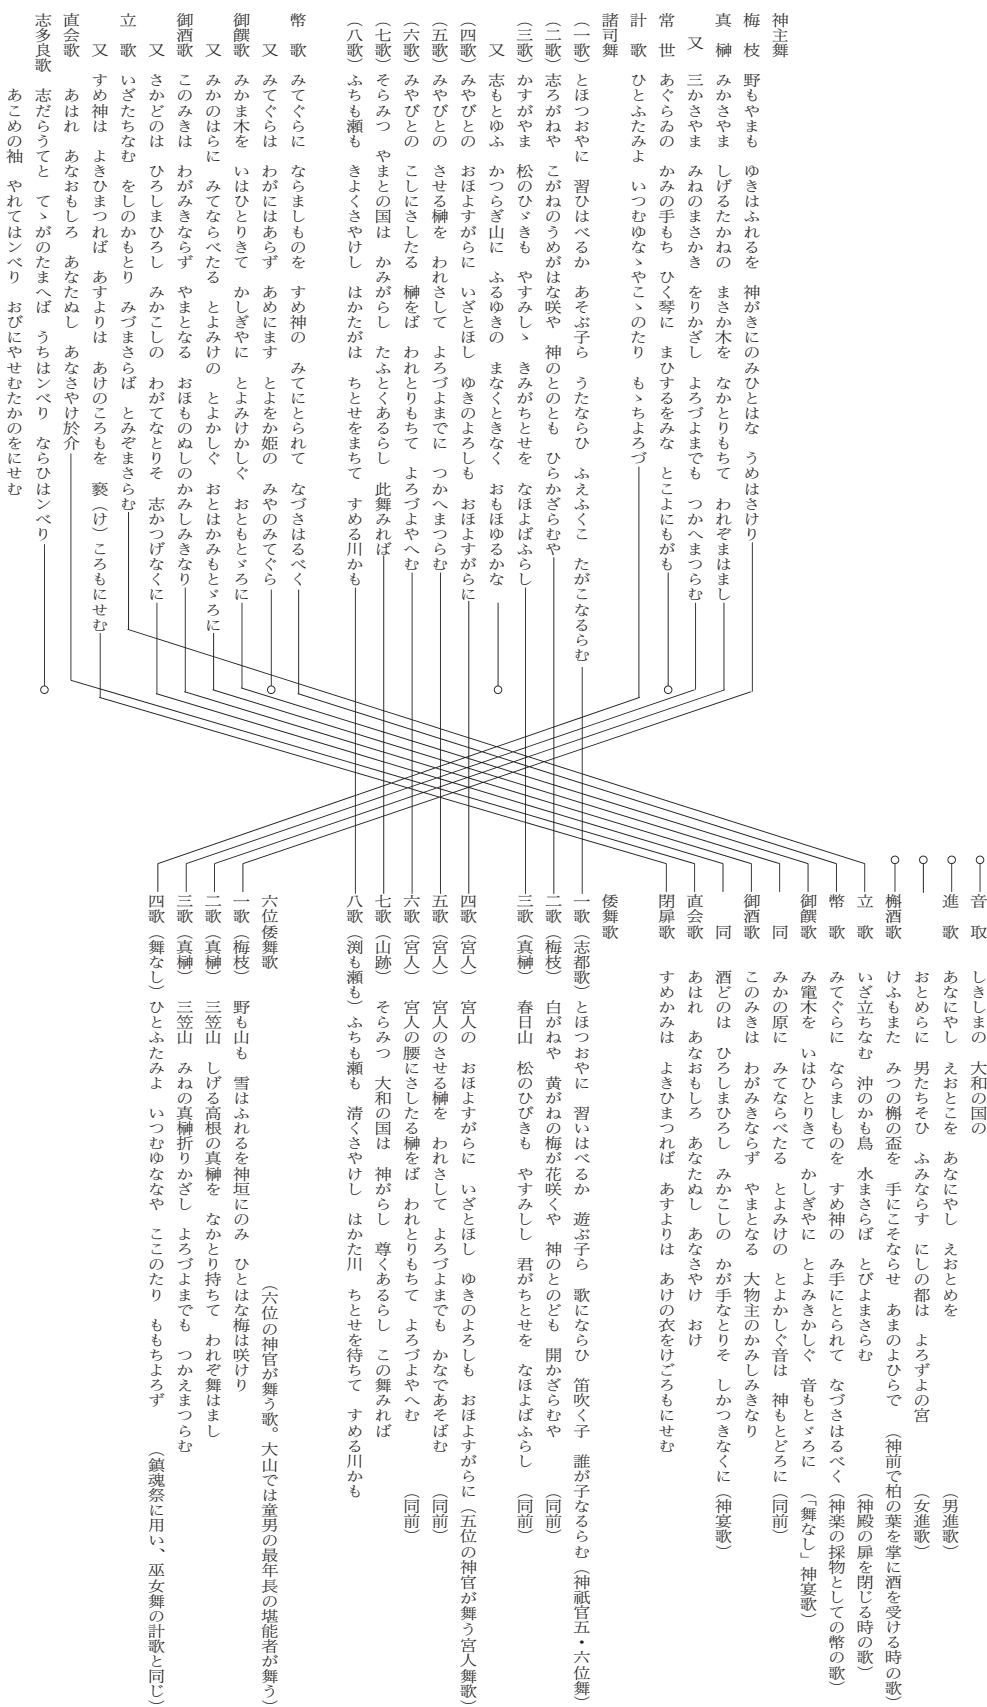 神主舞
梅　枝　野もやまも　ゆきはふれるを　神がきにのみひとはな　うめはさけり
真　榊　みかさやま　しげるたかねの　まさか木を　なかとりもちて　われぞまはまし
又　三かさやま　みねのまさかき　をりかざし　よろづよまでも　つかへまつらむ
常　世　あぐらゐの　かみの手もち　ひく琴に　まひするをみな　とこよにもがも
計　歌　ひとふたみよ　いつむゆなゝやこゝのたり　もゝちよろづ
諸司舞
（一歌）とほつおやに　習ひはべるか　あそぶ子ら　うたならひ　ふえふくこ　たがこなるらむ
（二歌）志ろがねや　こがねのうめがはな咲や　神のとのとも　ひらかざらむや
（三歌）かすがやま　松のひゞきも　やすみしゝ　きみがちとせを　なほよばふらし
又　志もとゆふ　かつらぎ山に　ふるゆきの　まなくときなく　おもほゆるかな
（四歌）みやびとの　おほよすがらに　いざとほし　ゆきのよろしも　おほよすがらに
（五歌）みやびとの　させる榊を　われさして　よろづよまでに　つかへまつらむ
（六歌）みやびとの　こしにさしたる　榊をば　われとりもちて　よろづよやへむ
（七歌）そらみつ　やまとの国は　かみがらし　たふとくあるらし　此舞みれば
（八歌）ふちも瀬も　きよくさやけし　はかたがは　ちとせをまちて　すめる川かも
幣　歌　みてぐらに　ならましものを　すめ神の　みてにとられて　なづさはるべく
又　みてぐらは　わがにはあらず　あめにます　とよをか姫の　みやのみてぐら
御饌歌　みかま木を　いはひとりきて　かしぎやに　とよみけかしぐ　おともとゞろに
又　みかのはらに　みてならべたる　とよみけの　とよかしぐ　おとはかみもとゞろに
御酒歌　このみきは　わがみきならず　やまとなる　おほものぬしのかみしみきなり
又　さかどのは　ひろしまひろし　みかこしの　わがてなとりそ　志かつげなくに
立　歌　いざたちなむ　をしのかもとり　みづまさらば　とみぞまさらむ
又　すめ神は　よきひまつれば　あすよりは　あけのころもを　褻（け）ころもにせむ
直会歌　あはれ　あなおもしろ　あなたぬし　あなさやけ於介
志多良歌　志だらうてと　てゝがのたまへば　うちはンべり　ならひはンべり
あこめの袖　やれてはンべり　おびにやせむたかのをにせむ
音　取　しきしまの　大和の国の
進　歌　あなにやし　えおとこを　あなにやし　えおとめを　（男進歌）
おとめらに　男たちそひ　ふみならす　にしの都は　よろずよの宮　（女進歌）
槲酒歌　けふもまた　みつの槲の盃を　手にこそならせ　あまのよひらで　（神前で柏の葉を掌に酒を受ける時の歌）
立　歌　いざ立ちなむ　沖のかも鳥　水まさらば　とびよまさらむ　（神殿の扉を閉じる時の歌）
幣　歌　みてぐらに　ならましものを　すめ神の　み手にとられて　なづさはるべく（神楽の採物としての幣の歌）
御饌歌　み竃木を　いはひとりきて　かしぎやに　とよみきかしぐ　音もとゞろに　（「舞なし」神宴歌）
同　みかの原に　みてならべたる　とよみけの　とよかしぐ音は　神もとどろに（同前）
御酒歌　このみきは　わがみきならず　やまとなる　大物主のかみしみきなり
同　酒どのは　ひろしまひろし　みかこしの　かが手なとりそ　しかつきなくに（神宴歌）
直会歌　あはれ　あなおもしろ　あなたぬし　あなさやけ　おけ
閉扉歌　すめかみは　よきひまつれば　あすよりは　あけの衣をけごろもにせむ
倭舞歌
一歌（志都歌）とほつおやに　習いはべるか　遊ぶ子ら　歌にならひ　笛吹く子　誰が子なるらむ（神祇官五・六位舞）
二歌（梅枝）　白がねや　黄がねの梅が花咲くや　神のとのども　開かざらむや　（同前）
三歌（真榊）　春日山　松のひびきも　やすみしし　君がちとせを　なほよばふらし　（同前）
四歌（宮人）　宮人の　おほよすがらに　いざとほし　ゆきのよろしも　おほよすがらに（五位の神官が舞う宮人舞歌）
五歌（宮人）　宮人のさせる榊を　われさして　よろづよまでも　かなであそばむ　（同前）
六歌（宮人）　宮人の腰にさしたる榊をば　われとりもちて　よろづよやへむ　（同前）
七歌（山跡）　そらみつ　大和の国は　神がらし　尊くあるらし　この舞みれば
八歌（渕も瀬も）ふちも瀬も　清くさやけし　はかた川　ちとせを待ちて　すめる川かも
六位倭舞歌　（六位の神官が舞う歌。大山では童男の最年長の堪能者が舞う）
一歌（梅枝）　野も山も　雪はふれるを神垣にのみ　ひとはな梅は咲けり
二歌（真榊）　三笠山　しげる高根の真榊を　なかとり持ちて　われぞ舞はまし
三歌（真榊）　三笠山　みねの真榊折りかざし　よろづよまでも　つかえまつらむ
四歌（舞なし）ひとふたみよ　いつむゆななや　ここのたり　ももちよろず　（鎮魂祭に用い、巫女舞の計歌と同じ）